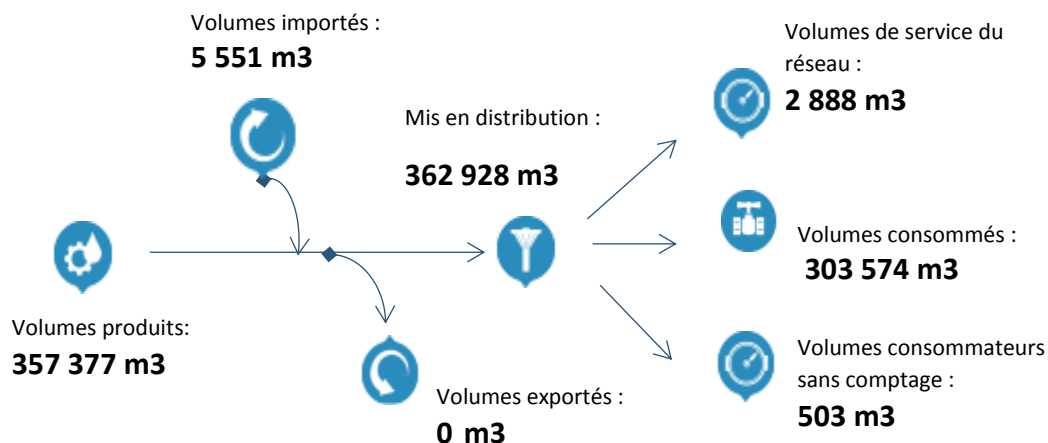 Volumes importés :
5 551 m3
Volumes de service du
réseau :
2 888 m3
Mis en distribution :
362 928 m3
Volumes consommés :
303 574 m3
Volumes produits:
357 377 m3
Volumes consommateurs
sans comptage :
503 m3
Volumes exportés :
0 m3